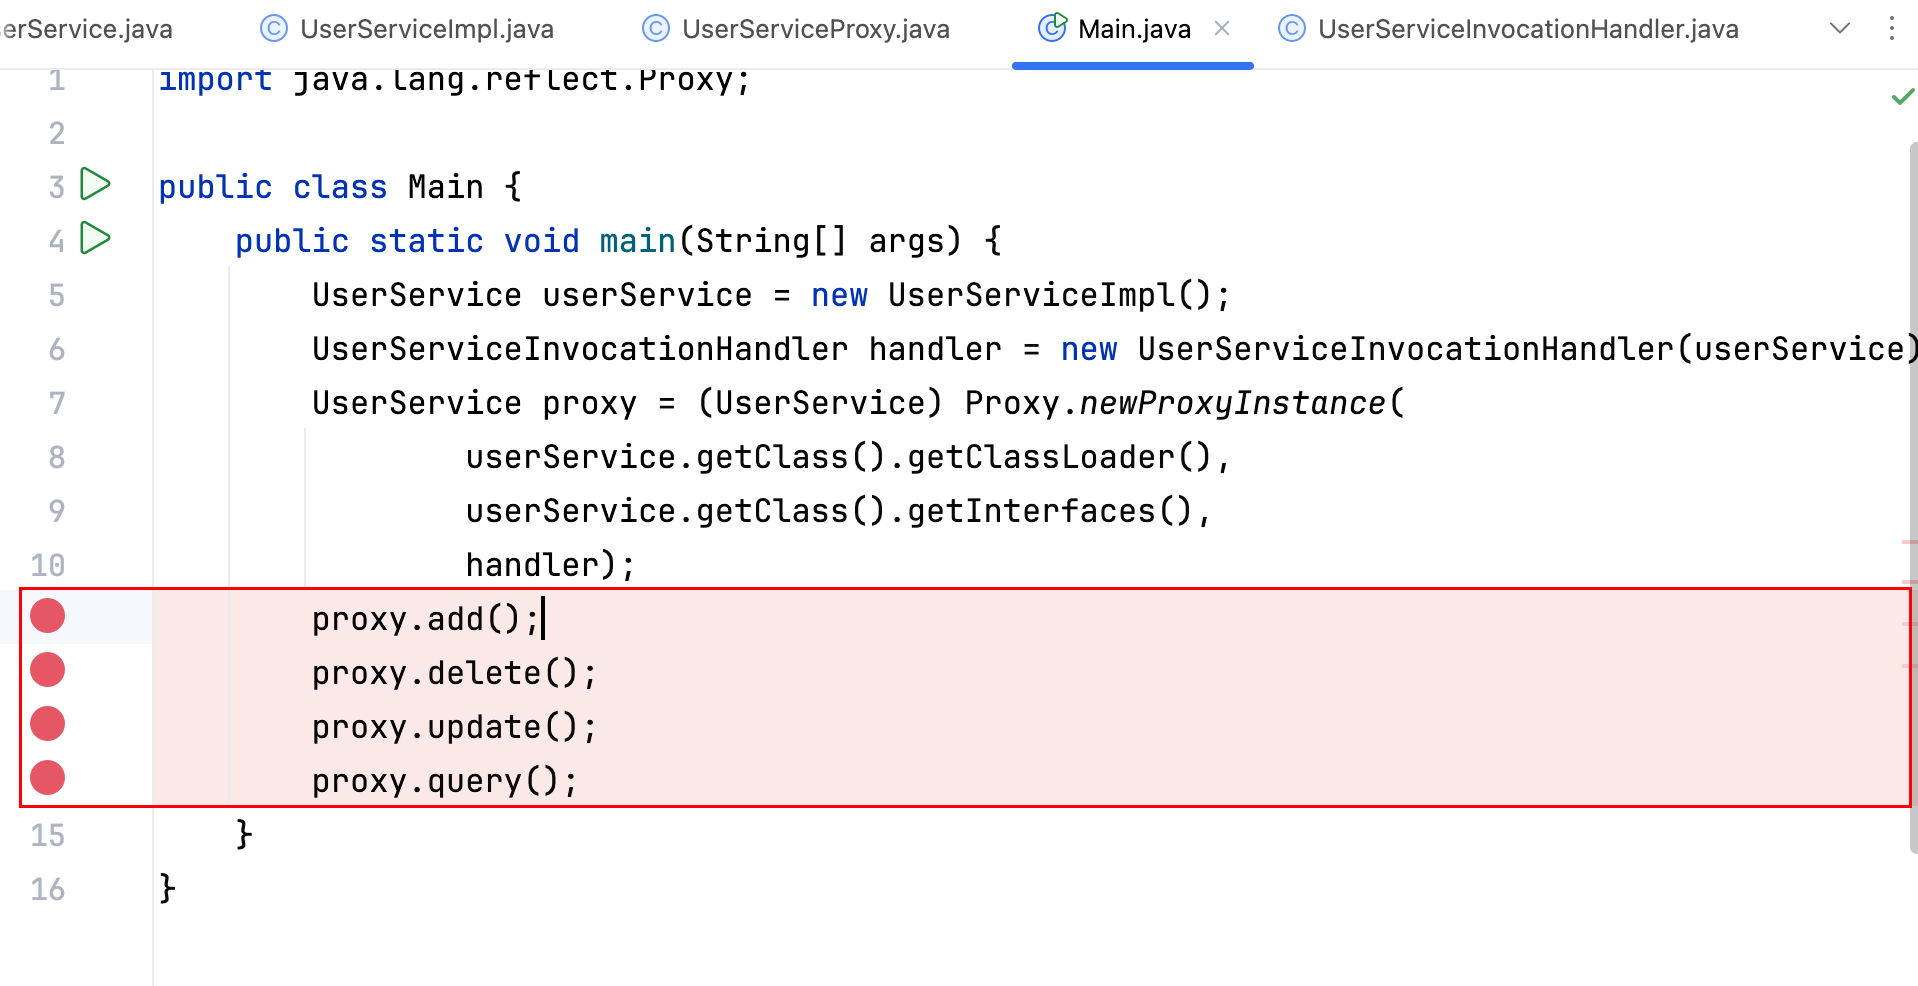 erService.java UserServiceImpl.java UserServiceProxy.java Main.java UserServiceInvocationHandler.java
1 import java.lang.reflect.Proxy;
2
3 public class Main {
4 public static void main(String[] args) {
5 UserService userService = new UserServiceImpl();
6 UserServiceInvocationHandler handler = new UserServiceInvocationHandler(userService)
7 UserService proxy = (UserService) Proxy.newProxyInstance(
8 userService.getClass().getClassLoader(),
9 userService.getClass().getInterfaces(),
10 handler);
proxy.add();
proxy.delete();
proxy.update();
proxy.query();
15 }
16 }